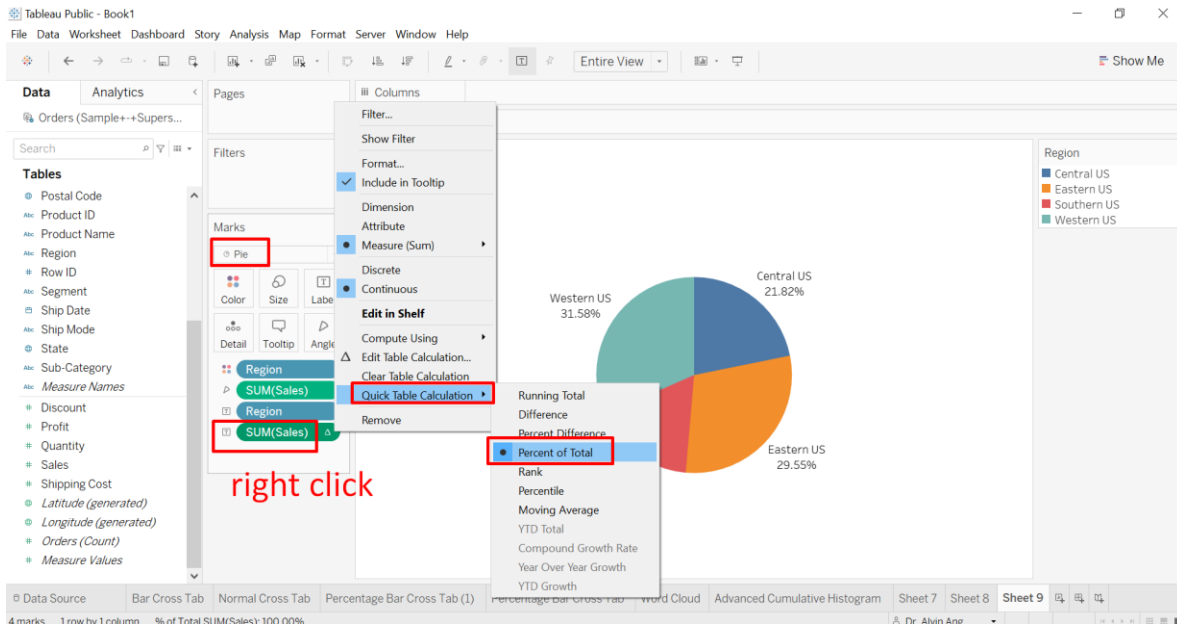 Tableau Public - Book1
File Data Worksheet Dashboard Story Analysis Map Format Server Window Help
Entire View
Show Me
Data Analytics
Orders (Sample+-+Supers...
Search
Tables
Postal Code
Abc Product ID
Abc Product Name
Abc Region
# Row ID
Abc Segment
Ship Date
Abc Ship Mode
State
Abc Sub-Category
Abc Measure Names
# Discount
# Profit
# Quantity
# Sales
# Shipping Cost
Latitude (generated)
Longitude (generated)
# Orders (Count)
# Measure Values
Pages
Filters
Marks
Pie
Color Size Labe
Detail Tooltip Angle
Region
SUM(Sales)
Region
SUM(Sales) Δ
right click
Columns
Filter...
Show Filter
Format...
Include in Tooltip
Dimension
Attribute
Measure (Sum)
Discrete
Continuous
Edit in Shelf
Compute Using
Δ Edit Table Calculation...
Clear Table Calculation
Quick Table Calculation
Remove
Running Total
Difference
Percent Difference
Percent of Total
Rank
Percentile
Moving Average
YTD Total
Compound Growth Rate
Year Over Year Growth
YTD Growth
Central US
21.82%
Western US
31.58%
Eastern US
29.55%
Region
Central US
Eastern US
Southern US
Western US
Data Source Bar Cross Tab Normal Cross Tab Percentage Bar Cross Tab (1) Percentage Bar Cross Tab Word Cloud Advanced Cumulative Histogram Sheet 7 Sheet 8 Sheet 9
4 marks 1 row by 1 column % of Total SUM(Sales): 100.00% Dr. Alvin Ang